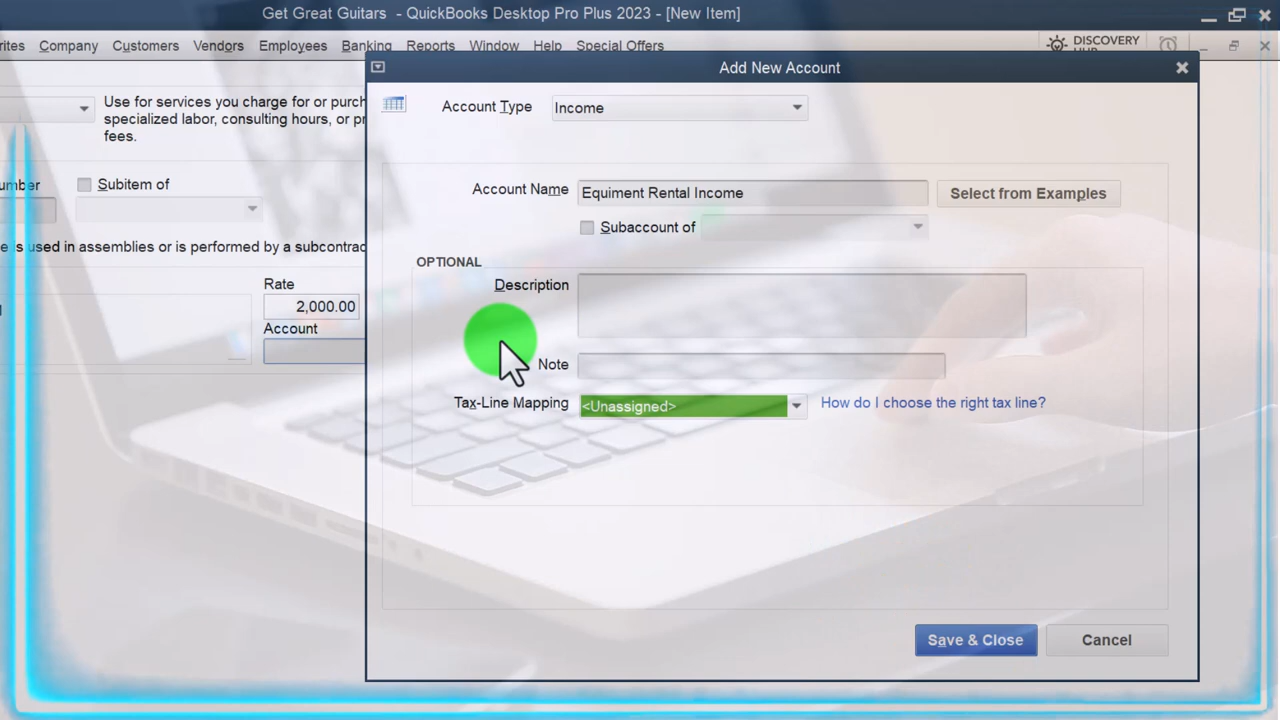 Get Great Guitars - QuickBooks Desktop Pro Plus 2023 - [New Item]
rites Company Customers Vendors Employees Banking Reports Window Help Special Offers
DISCOVERY
HUB
Add New Account
Use for services you charge for or purch
specialized labor, consulting hours, or pr
fees.
Account Type Income
umber Subitem of
Account Name Equiment Rental Income Select from Examples
Subaccount of
e is used in assemblies or is performed by a subcontrac
OPTIONAL
Rate
Description
2,000.00
Account
Note
Tax-Line Mapping <Unassigned> How do I choose the right tax line?
Save & Close Cancel